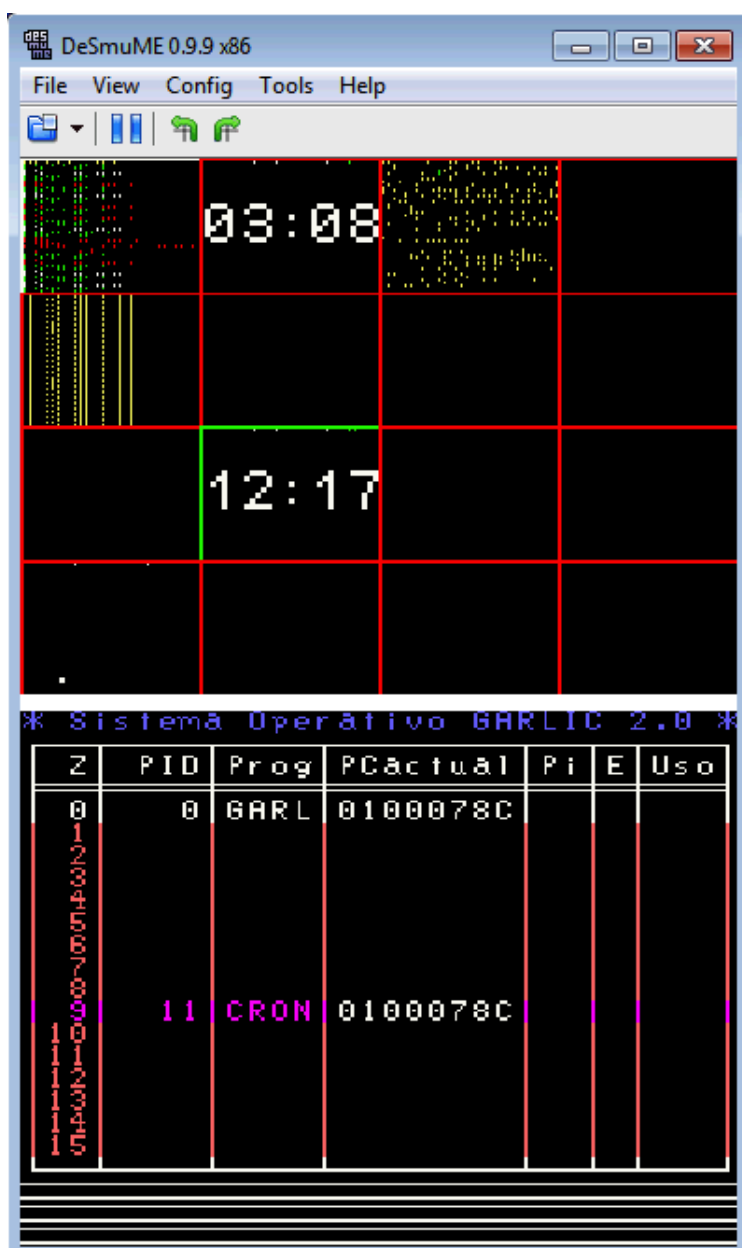 DeSmuME 0.9.9 x86
File View Config Tools Help
03:08
12:17
* Sistema Operativo GARLIC 2.0 *
Z PID Prog PCactual Pi E Uso
0 0 GARL 0100078C
1
2
3
4
5
6
7
8
9 11 CRON 0100078C
10
11
12
13
14
15